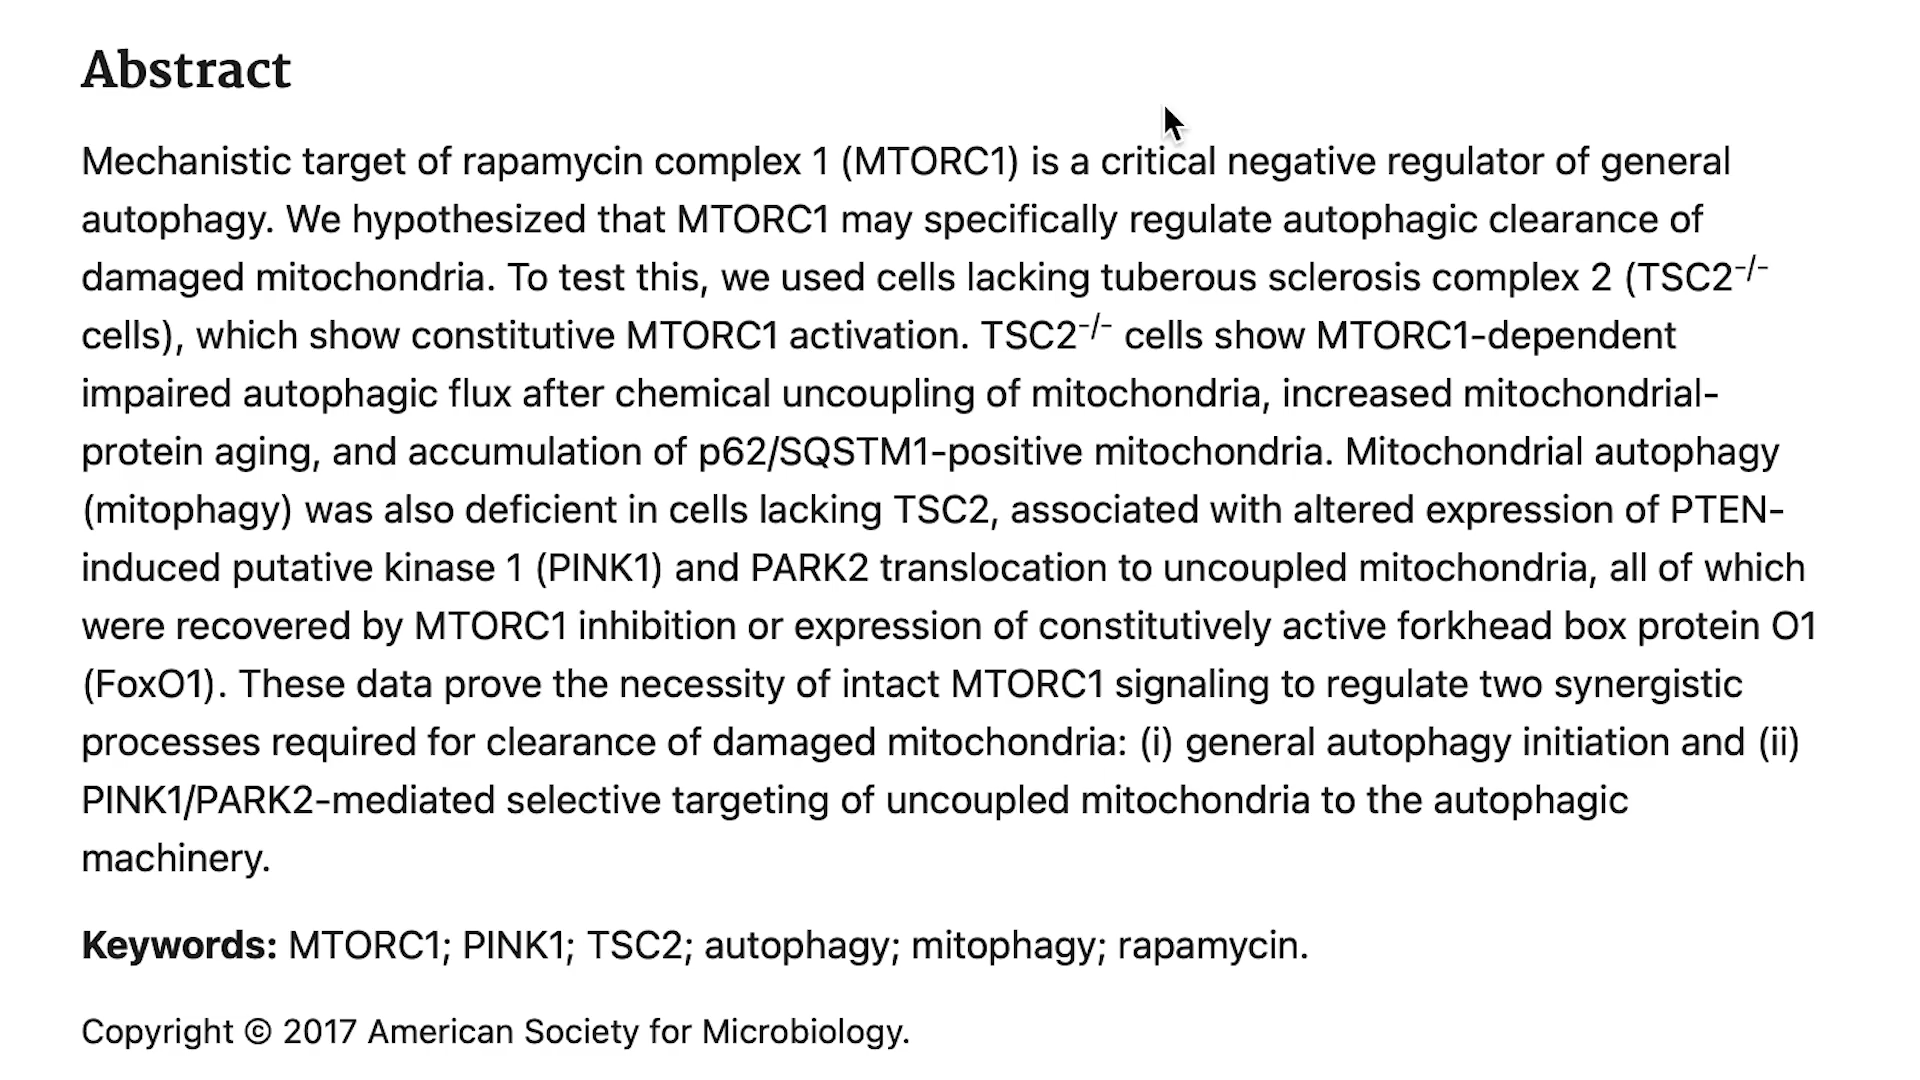 Abstract
Mechanistic target of rapamycin complex 1 (MTORC1) is a critical negative regulator of general
autophagy. We hypothesized that MTORC1 may specifically regulate autophagic clearance of
damaged mitochondria. To test this, we used cells lacking tuberous sclerosis complex 2 (TSC2-/-
cells), which show constitutive MTORC1 activation. TSC2-/- cells show MTORC1-dependent
impaired autophagic flux after chemical uncoupling of mitochondria, increased mitochondrial-
protein aging, and accumulation of p62/SQSTM1-positive mitochondria. Mitochondrial autophagy
(mitophagy) was also deficient in cells lacking TSC2, associated with altered expression of PTEN-
induced putative kinase 1 (PINK1) and PARK2 translocation to uncoupled mitochondria, all of which
were recovered by MTORC1 inhibition or expression of constitutively active forkhead box protein O1
(FoxO1). These data prove the necessity of intact MTORC1 signaling to regulate two synergistic
processes required for clearance of damaged mitochondria: (i) general autophagy initiation and (ii)
PINK1/PARK2-mediated selective targeting of uncoupled mitochondria to the autophagic
machinery.
Keywords: MTORC1; PINK1; TSC2; autophagy; mitophagy; rapamycin.
Copyright © 2017 American Society for Microbiology.